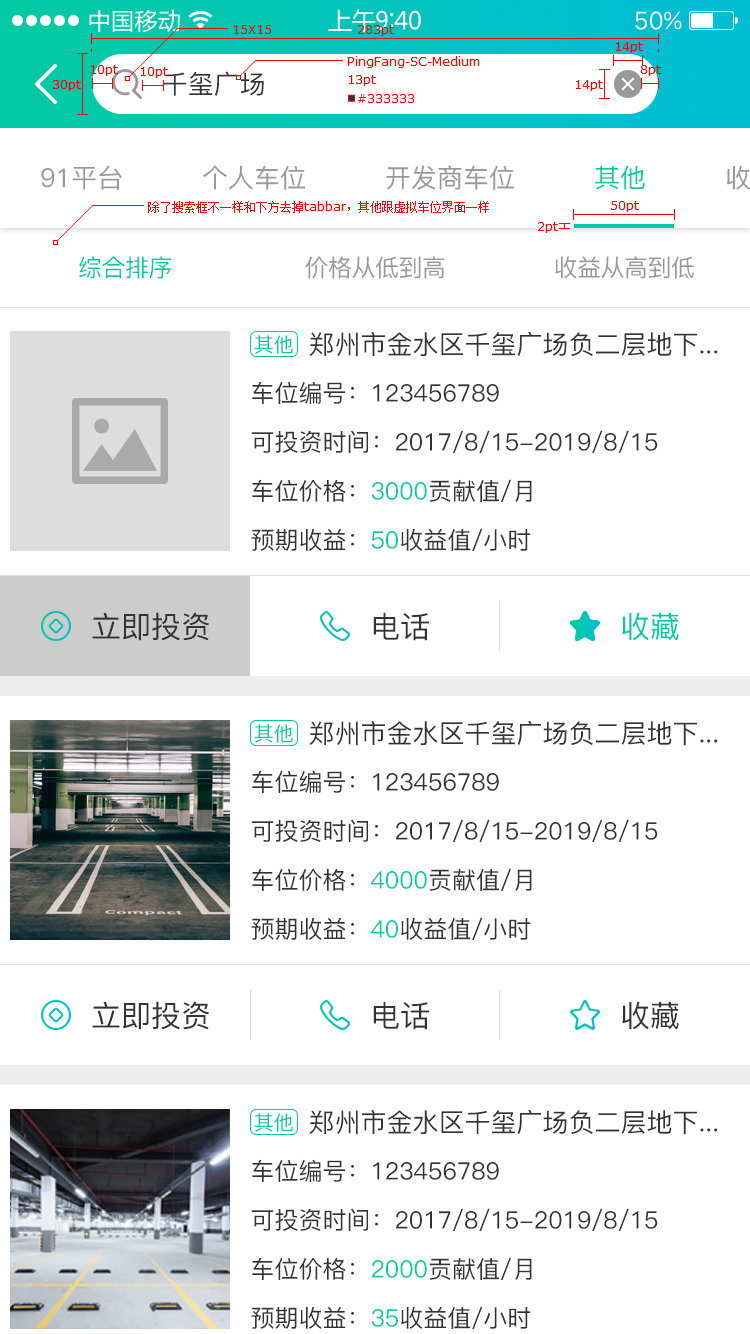 中国移动 上午9:40 50%
15X15
283pt
14pt
PingFang-SC-Medium
10pt 10pt 8pt
30pt 千玺广场 13pt 14pt
#333333
91平台 个人车位 开发商车位 其他 收
除了搜索框不一样和下方去掉tabbar，其他跟虚拟车位界面一样 50pt
2pt
综合排序 价格从低到高 收益从高到低
其他 郑州市金水区千玺广场负二层地下...
车位编号：123456789
可投资时间：2017/8/15-2019/8/15
车位价格：3000贡献值/月
预期收益：50收益值/小时
立即投资 电话 收藏
其他 郑州市金水区千玺广场负二层地下...
车位编号：123456789
可投资时间：2017/8/15-2019/8/15
车位价格：4000贡献值/月
预期收益：40收益值/小时
Compact
立即投资 电话 收藏
其他 郑州市金水区千玺广场负二层地下...
车位编号：123456789
可投资时间：2017/8/15-2019/8/15
车位价格：2000贡献值/月
预期收益：35收益值/小时